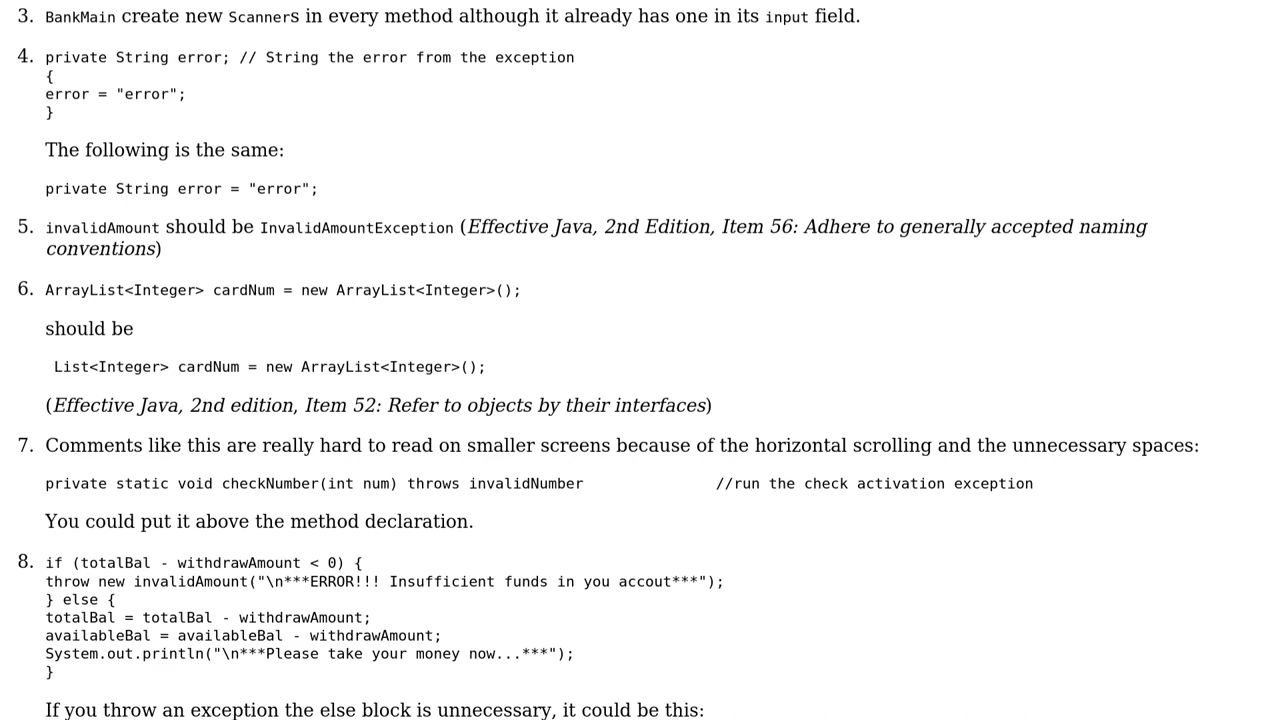 3. BankMain create new Scanners in every method although it already has one in its input field.
4. private String error; // String the error from the exception
{
error = "error";
}
The following is the same:
private String error = "error";
5. invalidAmount should be InvalidAmountException (Effective Java, 2nd Edition, Item 56: Adhere to generally accepted naming
conventions)
6. ArrayList<Integer> cardNum = new ArrayList<Integer>();
should be
List<Integer> cardNum = new ArrayList<Integer>();
(Effective Java, 2nd edition, Item 52: Refer to objects by their interfaces)
7. Comments like this are really hard to read on smaller screens because of the horizontal scrolling and the unnecessary spaces:
private static void checkNumber(int num) throws invalidNumber               //run the check activation exception
You could put it above the method declaration.
8. if (totalBal - withdrawAmount < 0) {
throw new invalidAmount("\n***ERROR!!! Insufficient funds in you accout***");
} else {
totalBal = totalBal - withdrawAmount;
availableBal = availableBal - withdrawAmount;
System.out.println("\n***Please take your money now...***");
}
If you throw an exception the else block is unnecessary, it could be this: